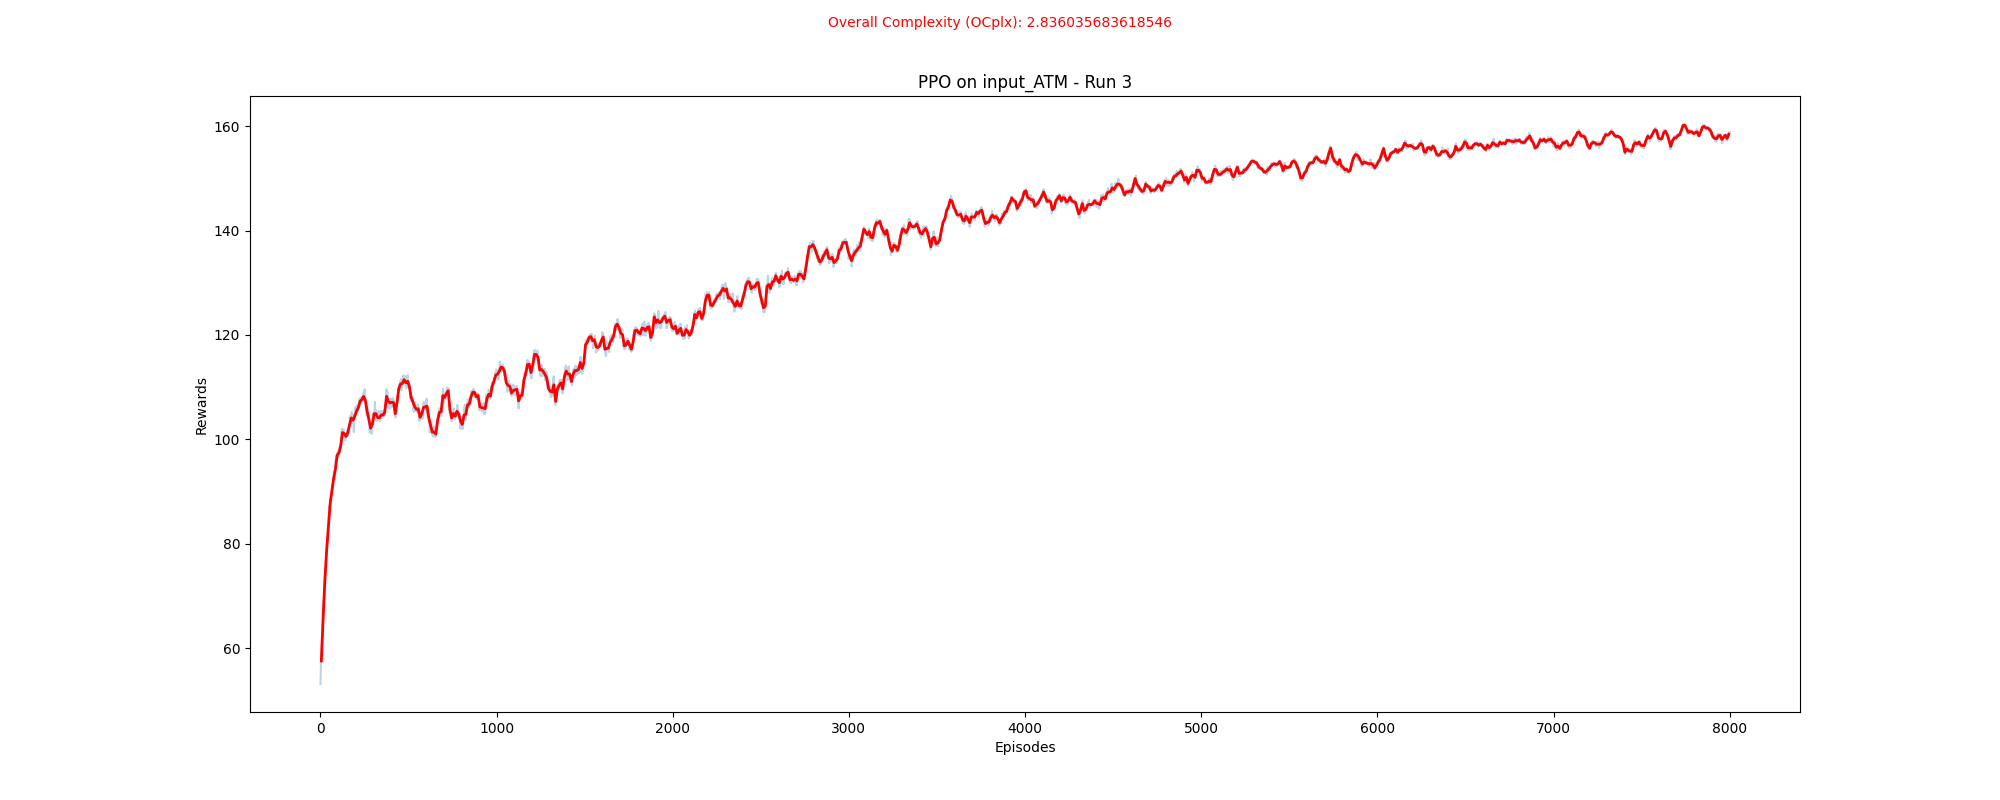 Overall Complexity (OCplx): 2.836035683618546
PPO on input_ATM - Run 3
160
140
120
100
80
60
Rewards
0 1000 2000 3000 4000 5000 6000 7000 8000
Episodes